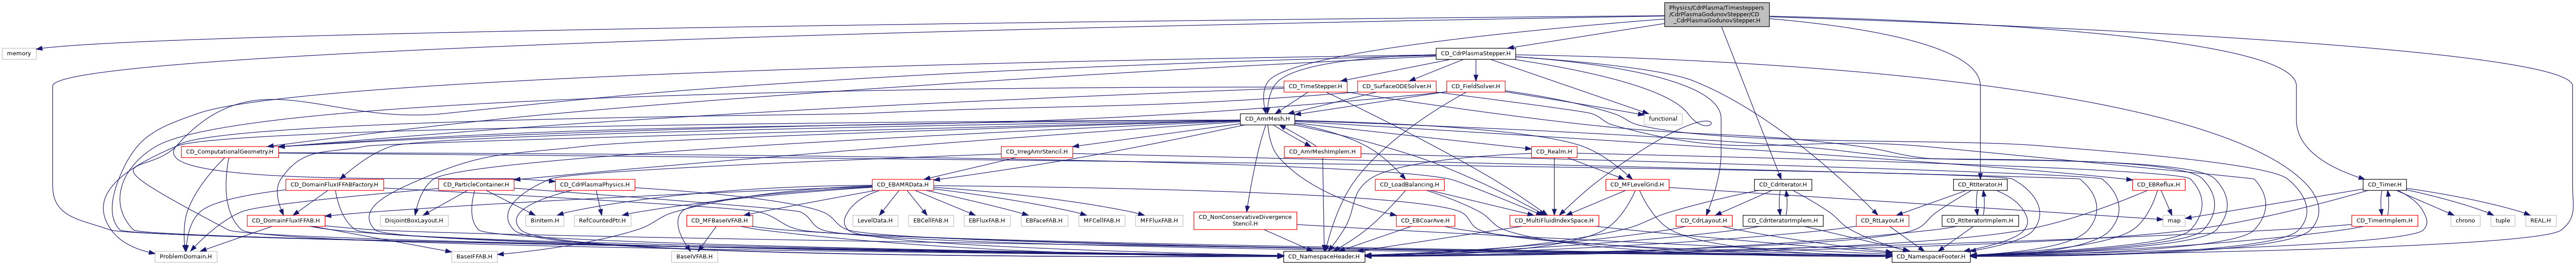 Physics/CdrPlasma/Timesteppers
/CdrPlasmaGodunovStepper/CD
_CdrPlasmaGodunovStepper.H
memory
CD_CdrPlasmaStepper.H
CD_TimeStepper.H
CD_SurfaceODESolver.H
CD_FieldSolver.H
CD_AmrMesh.H
functional
CD_ComputationalGeometry.H
CD_IrregAmrStencil.H
CD_AmrMeshImplem.H
CD_Realm.H
CD_DomainFluxIFFABFactory.H
CD_ParticleContainer.H
CD_CdrPlasmaPhysics.H
CD_EBAMRData.H
CD_LoadBalancing.H
CD_MFLevelGrid.H
CD_CdrIterator.H
CD_RtIterator.H
CD_EBReflux.H
CD_Timer.H
CD_DomainFluxIFFAB.H
DisjointBoxLayout.H
BinItem.H
RefCountedPtr.H
CD_MFBaseIVFAB.H
LevelData.H
EBCellFAB.H
EBFluxFAB.H
EBFaceFAB.H
MFCellFAB.H
MFFluxFAB.H
CD_NonConservativeDivergence
Stencil.H
CD_EBCoarAve.H
CD_MultiFluidIndexSpace.H
CD_CdrLayout.H
CD_CdrIteratorImplem.H
CD_RtLayout.H
CD_RtIteratorImplem.H
map
CD_TimerImplem.H
chrono
tuple
REAL.H
ProblemDomain.H
BaseIFFAB.H
BaseIVFAB.H
CD_NamespaceHeader.H
CD_NamespaceFooter.H